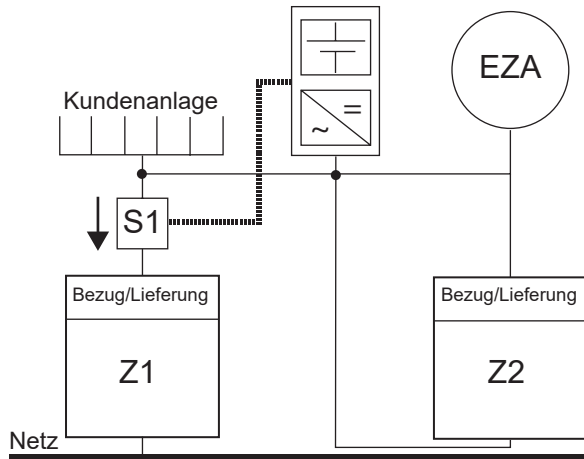 EZA
~ =
Kundenanlage
S1
Bezug/Lieferung
Z1
Bezug/Lieferung
Z2
Netz